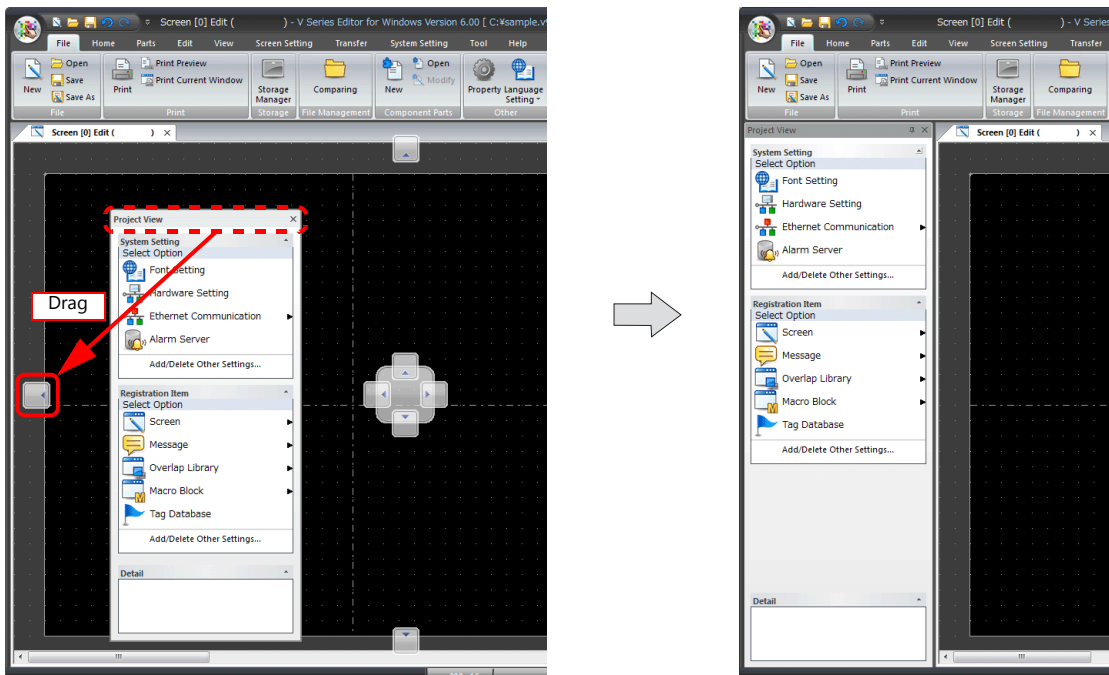 Screen [0] Edit ( ) - V Series Editor for Windows Version 6.00 [ C:¥sample.v
File Home Parts Edit View Screen Setting Transfer System Setting Tool Help
New
Open
Save
Save As
File
Print
Print Preview
Print Current Window
Print
Storage Manager
Storage
Comparing
File Management
New
Open
Modify
Component Parts
Property
Language Setting
Other
Screen [0] Edit ( ) ×
Project View ×
System Setting
Select Option
Font Setting
Hardware Setting
Ethernet Communication
Alarm Server
Add/Delete Other Settings...
Registration Item
Select Option
Screen
Message
Overlap Library
Macro Block
Tag Database
Add/Delete Other Settings...
Detail
Drag
Screen [0] Edit ( ) - V Series
File Home Parts Edit View Screen Setting Transfer
New
Open
Save
Save As
File
Print
Print Preview
Print Current Window
Print
Storage Manager
Storage
Comparing
File Management
Project View
Screen [0] Edit ( ) ×
System Setting
Select Option
Font Setting
Hardware Setting
Ethernet Communication
Alarm Server
Add/Delete Other Settings...
Registration Item
Select Option
Screen
Message
Overlap Library
Macro Block
Tag Database
Add/Delete Other Settings...
Detail